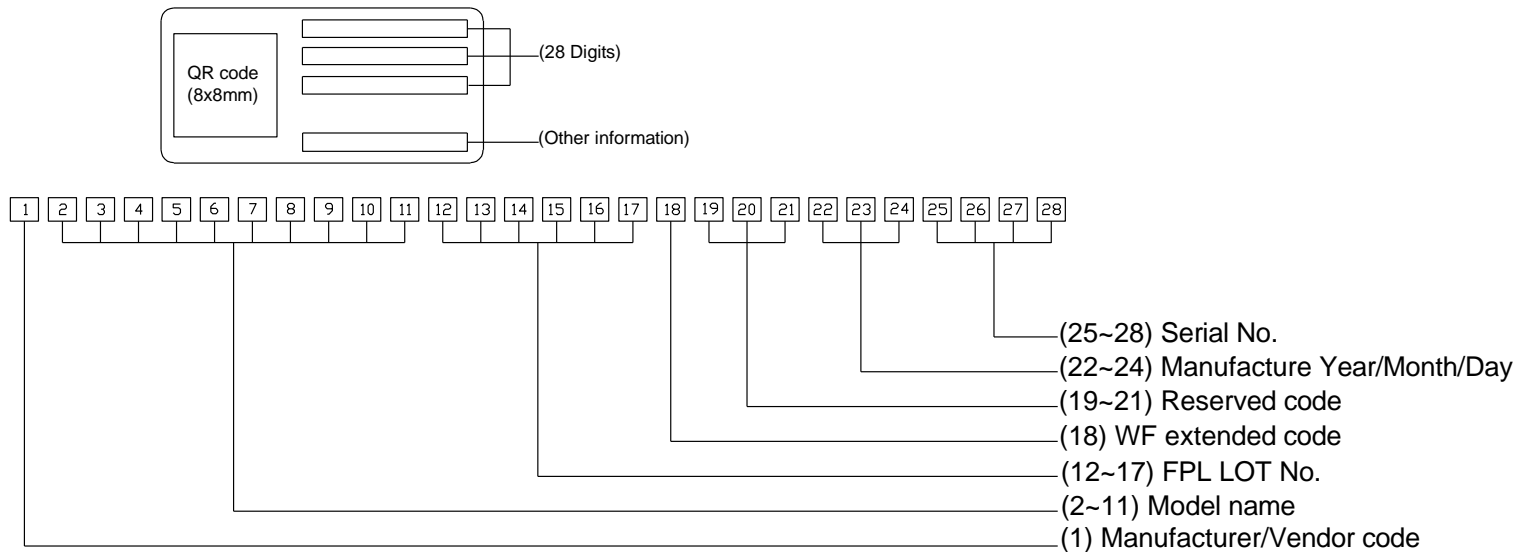 (28 Digits)
QR code
(8x8mm)
(Other information)
1 2 3 4 5 6 7 8 9 10 11 12 13 14 15 16 17 18 19 20 21 22 23 24 25 26 27 28
(25~28) Serial No.
(22~24) Manufacture Year/Month/Day
(19~21) Reserved code
(18) WF extended code
(12~17) FPL LOT No.
(2~11) Model name
(1) Manufacturer/Vendor code